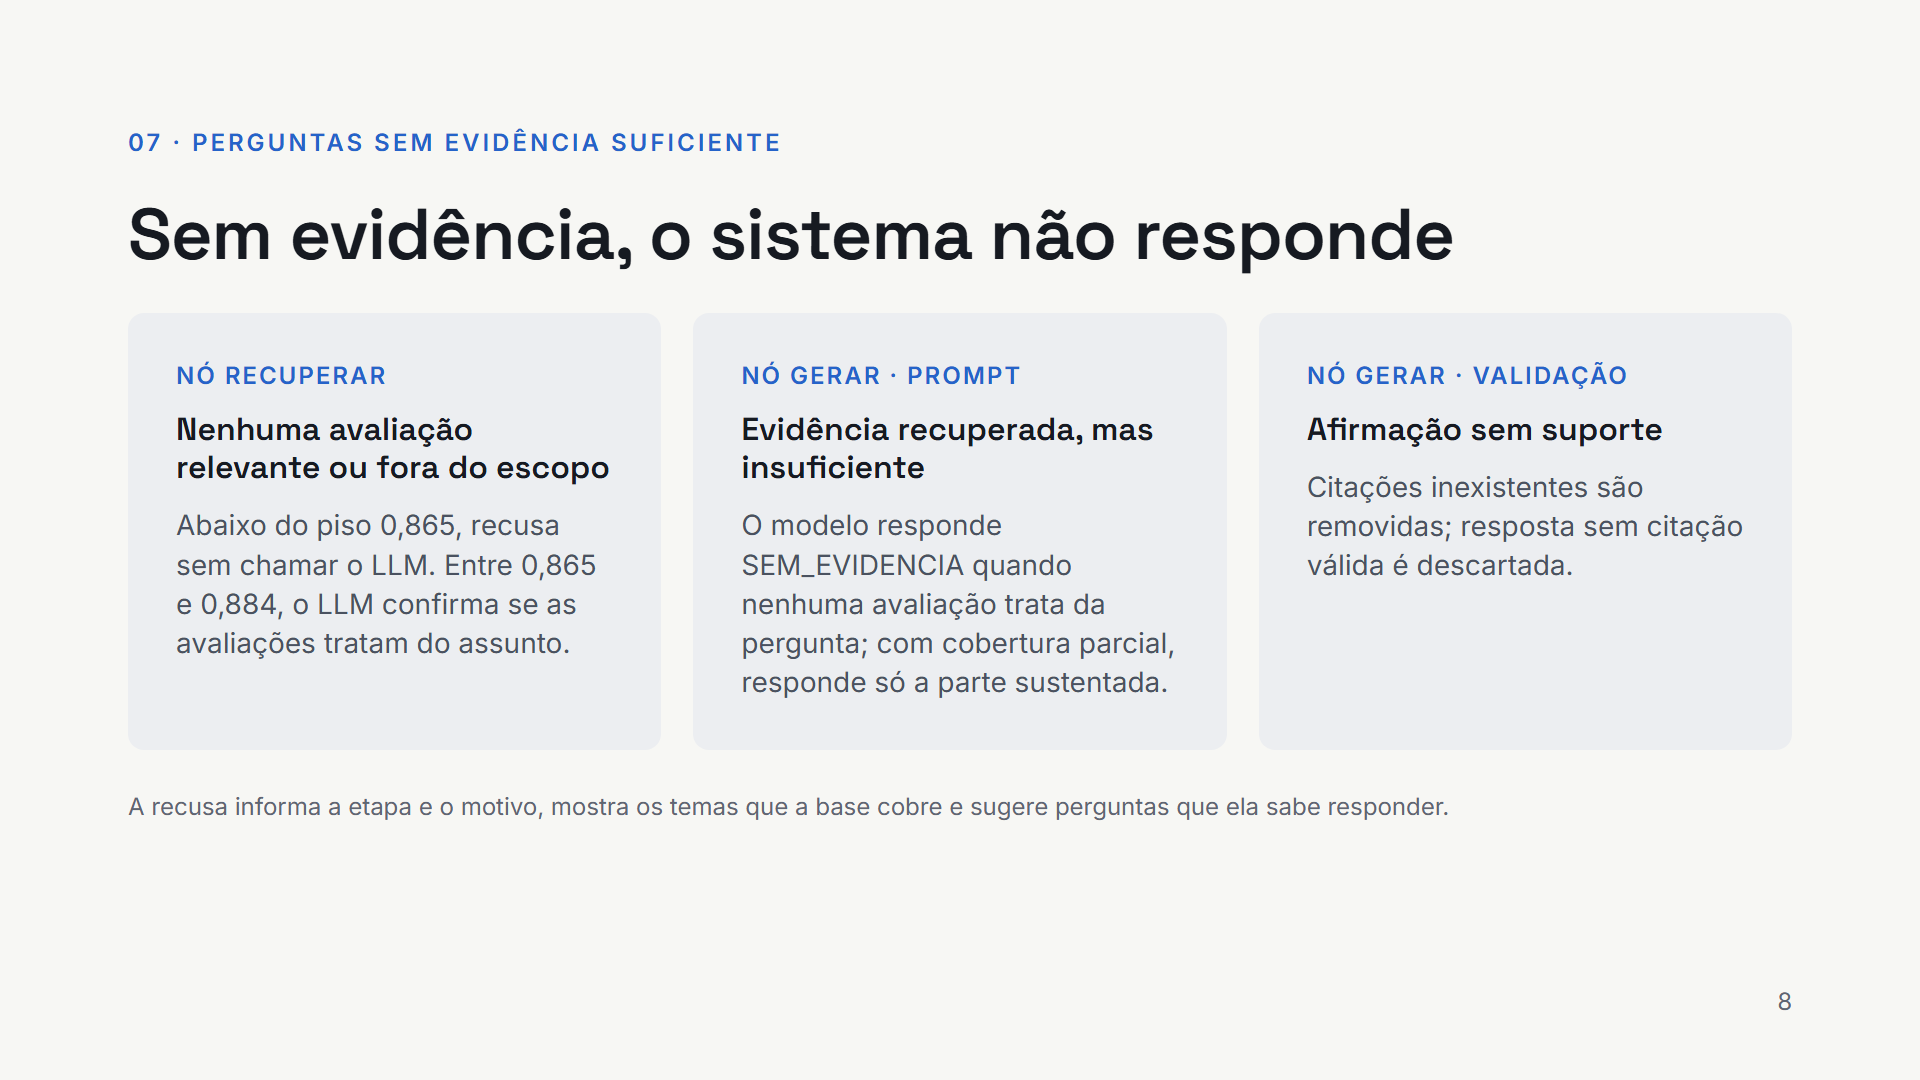 07 · PERGUNTAS SEM EVIDÊNCIA SUFICIENTE
Sem evidência, o sistema não responde
NÓ RECUPERAR
Nenhuma avaliação
relevante ou fora do escopo
Abaixo do piso 0,865, recusa
sem chamar o LLM. Entre 0,865
e 0,884, o LLM confirma se as
avaliações tratam do assunto.
NÓ GERAR · PROMPT
Evidência recuperada, mas
insuficiente
O modelo responde
SEM_EVIDENCIA quando
nenhuma avaliação trata da
pergunta; com cobertura parcial,
responde só a parte sustentada.
NÓ GERAR · VALIDAÇÃO
Afirmação sem suporte
Citações inexistentes são
removidas; resposta sem citação
válida é descartada.
A recusa informa a etapa e o motivo, mostra os temas que a base cobre e sugere perguntas que ela sabe responder.
8